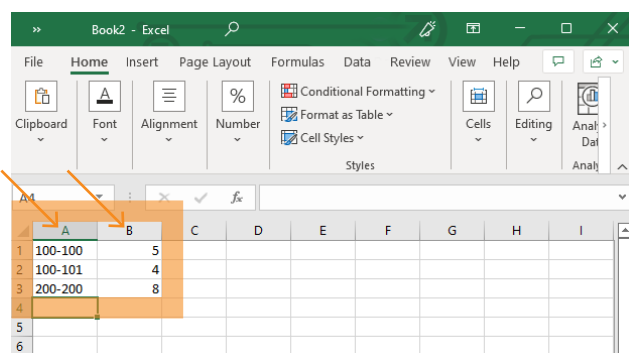 » Book2 - Excel
File Home Insert Page Layout Formulas Data Review View Help
Clipboard
Font
Alignment
%
Number
Conditional Formatting
Format as Table
Cell Styles
Styles
Cells
Editing
A4 fx
A B C D E F G H I
1 100-100 5
2 100-101 4
3 200-200 8
4
5
6